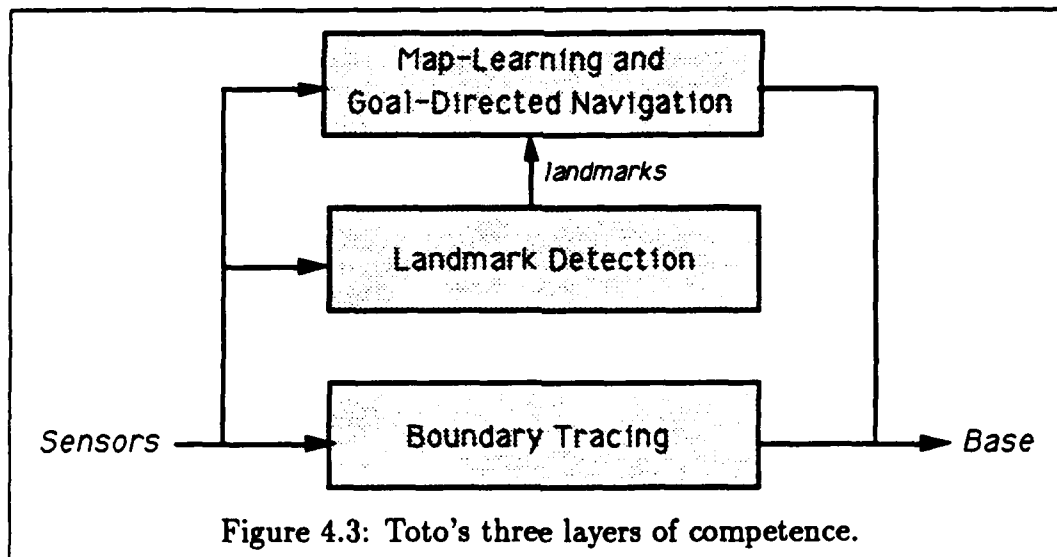 Map-Learning and
Goal-Directed Navigation
landmarks
Landmark Detection
Sensors
Boundary Tracing
Base
Figure 4.3: Toto's three layers of competence.